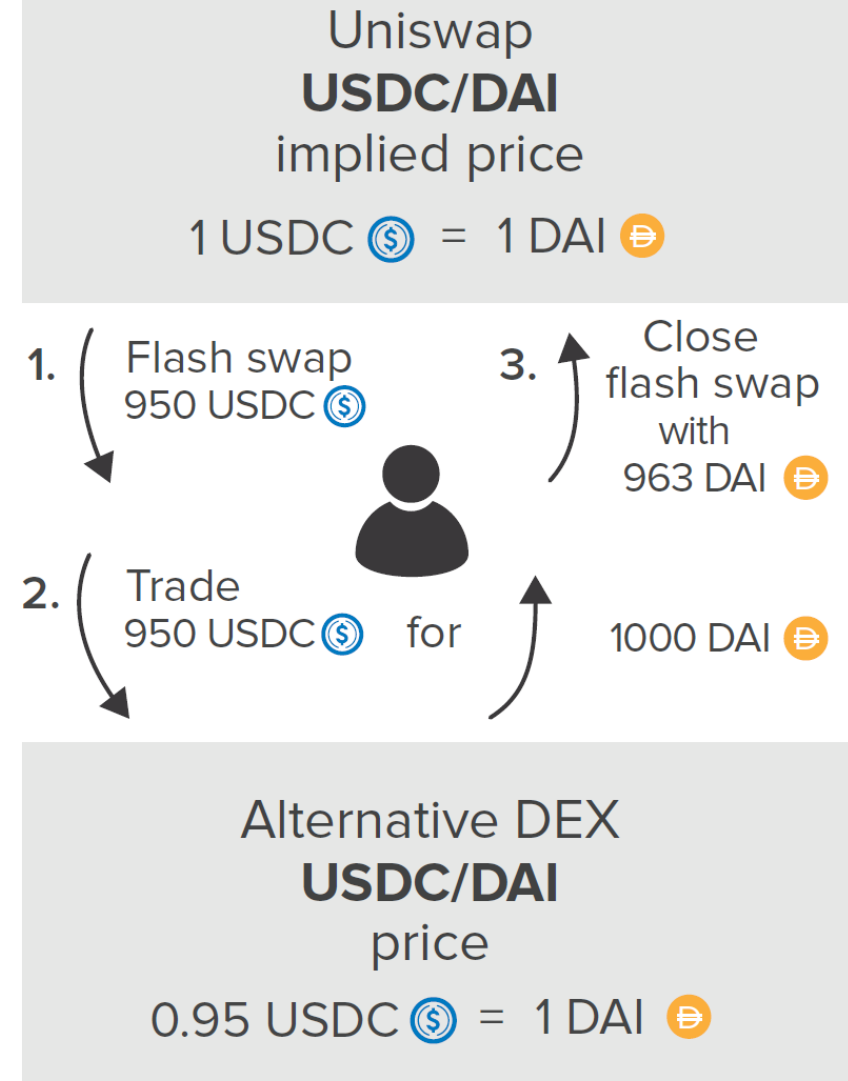 Uniswap
USDC/DAI
implied price
1 USDC = 1 DAI
1. Flash swap
950 USDC
3. Close
flash swap
with
963 DAI
2. Trade
950 USDC for
1000 DAI
Alternative DEX
USDC/DAI
price
0.95 USDC = 1 DAI